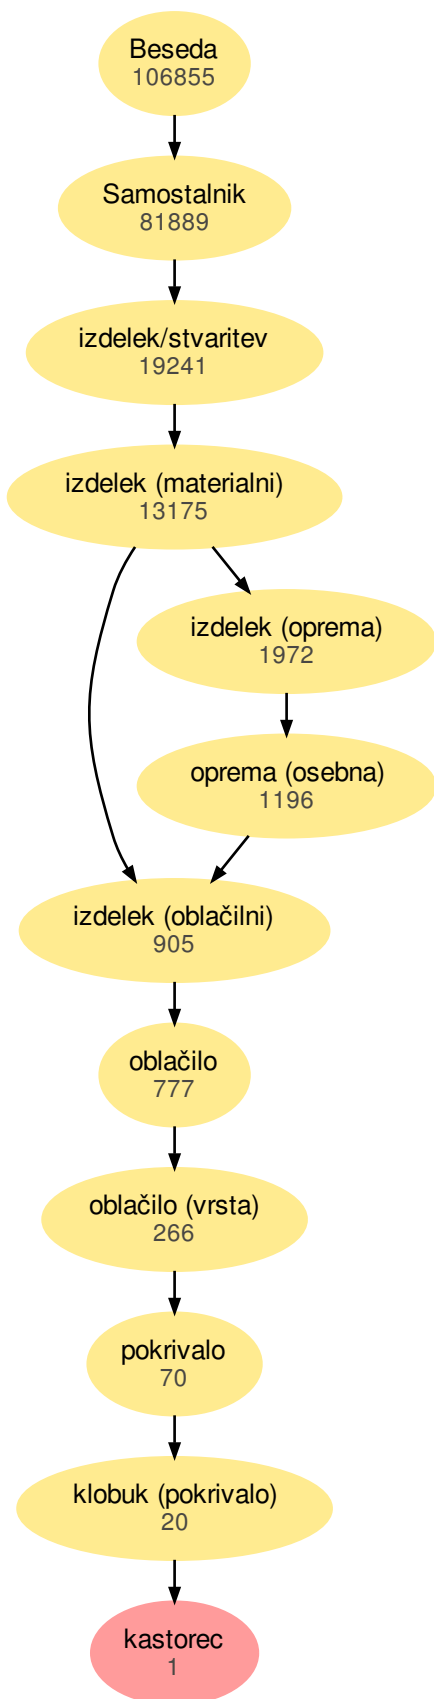 Beseda
106855
Samostalnik
81889
izdelek/stvaritev
19241
izdelek (materialni)
13175
izdelek (oprema)
1972
oprema (osebna)
1196
izdelek (oblačilni)
905
oblačilo
777
oblačilo (vrsta)
266
pokrivalo
70
klobuk (pokrivalo)
20
kastorec
1